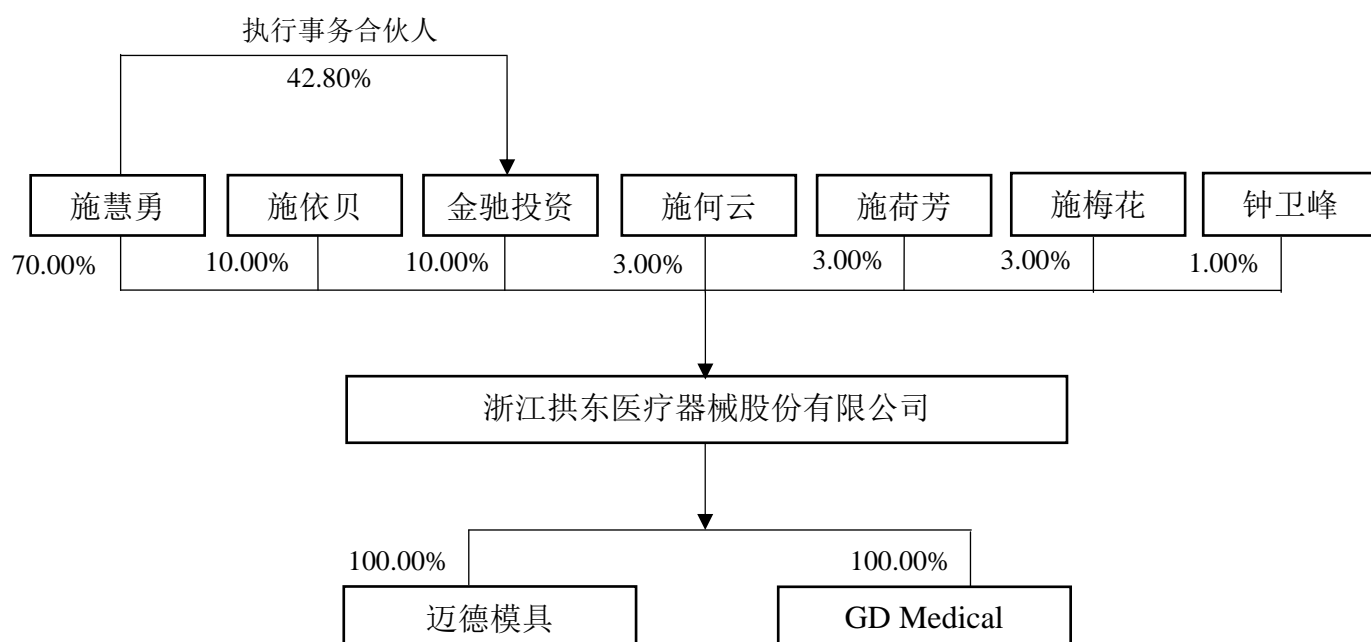 执行事务合伙人
42.80%
施慧勇 施依贝 金驰投资 施何云 施荷芳 施梅花 钟卫峰
70.00% 10.00% 10.00% 3.00% 3.00% 3.00% 1.00%
浙江拱东医疗器械股份有限公司
100.00% 100.00%
迈德模具 GD Medical